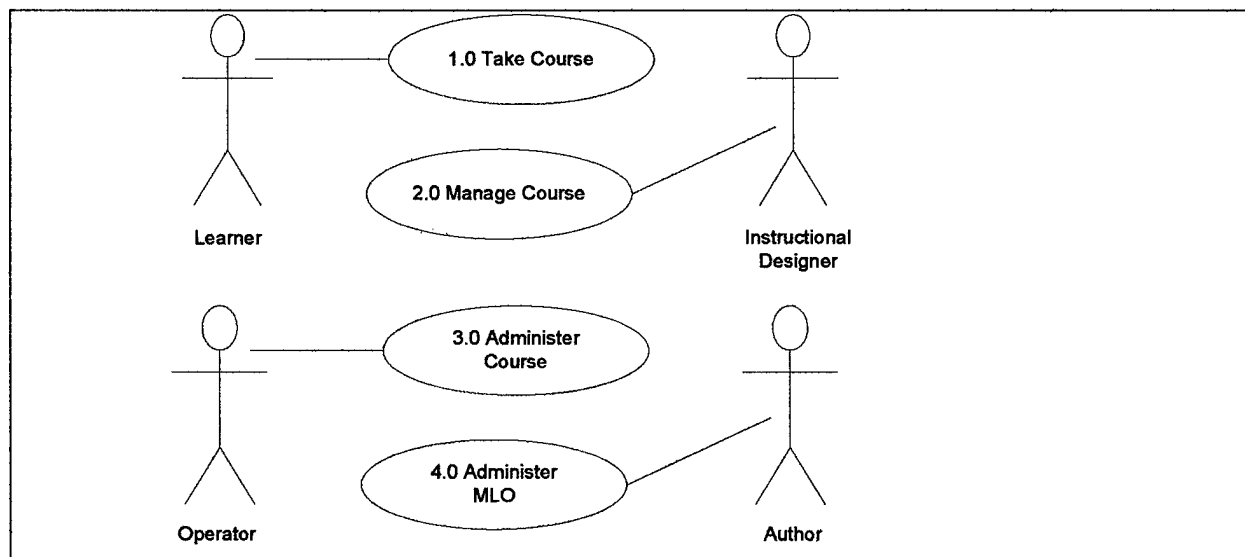 1.0 Take Course
2.0 Manage Course
Learner
Instructional
Designer
3.0 Administer
Course
4.0 Administer
MLO
Operator
Author